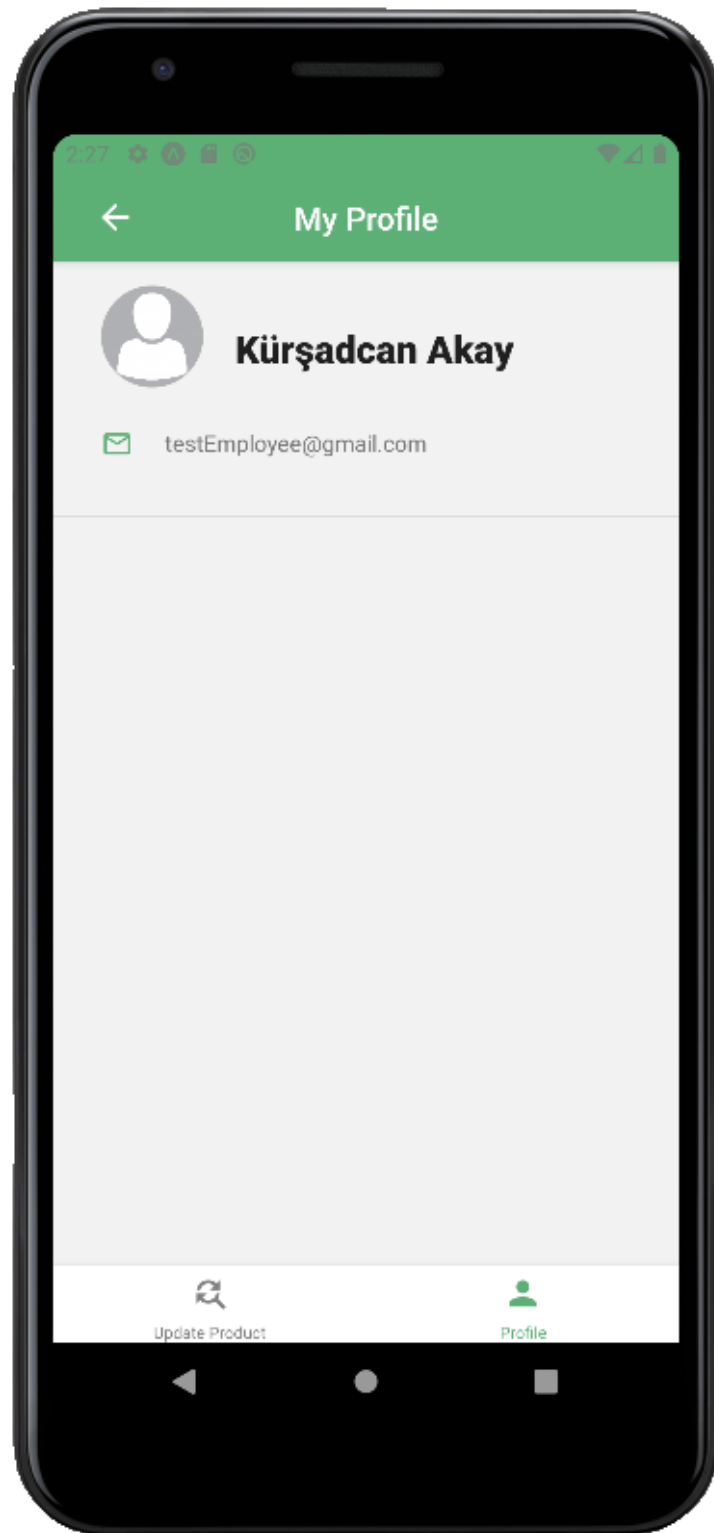 2:27
My Profile
Kürşadcan Akay
testEmployee@gmail.com
Update Product
Profile